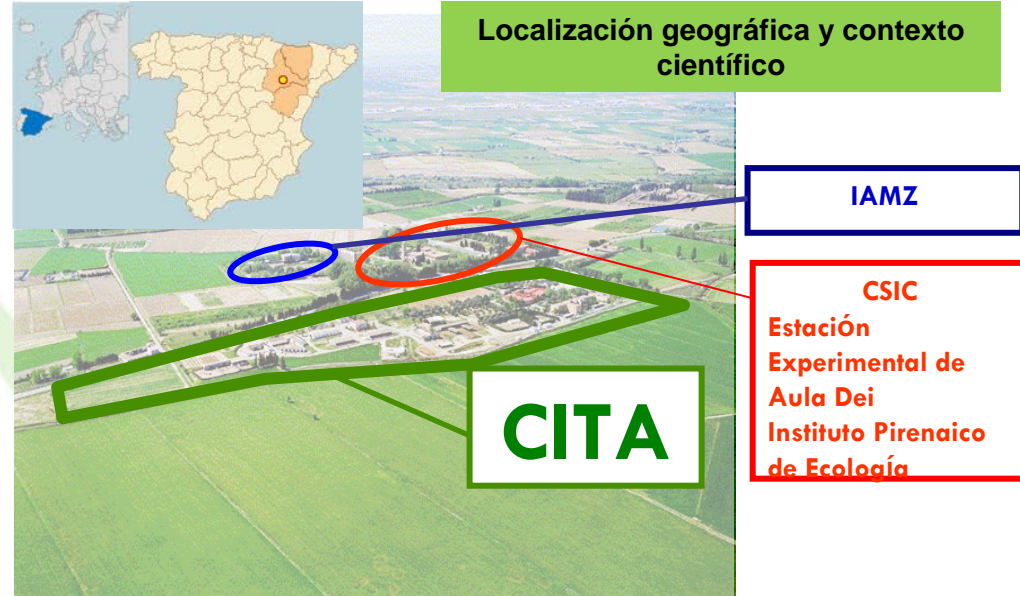 Localización geográfica y contexto
científico
IAMZ
CSIC
Estación
Experimental de
Aula Dei
Instituto Pirenaico
de Ecología
CITA